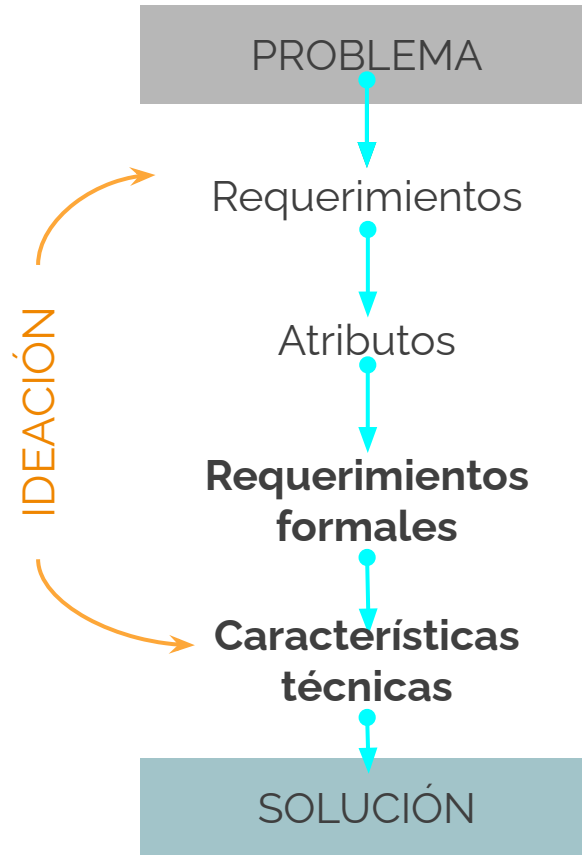 PROBLEMA
Requerimientos
Atributos
IDEACIÓN
Requerimientos
formales
Características
técnicas
SOLUCIÓN